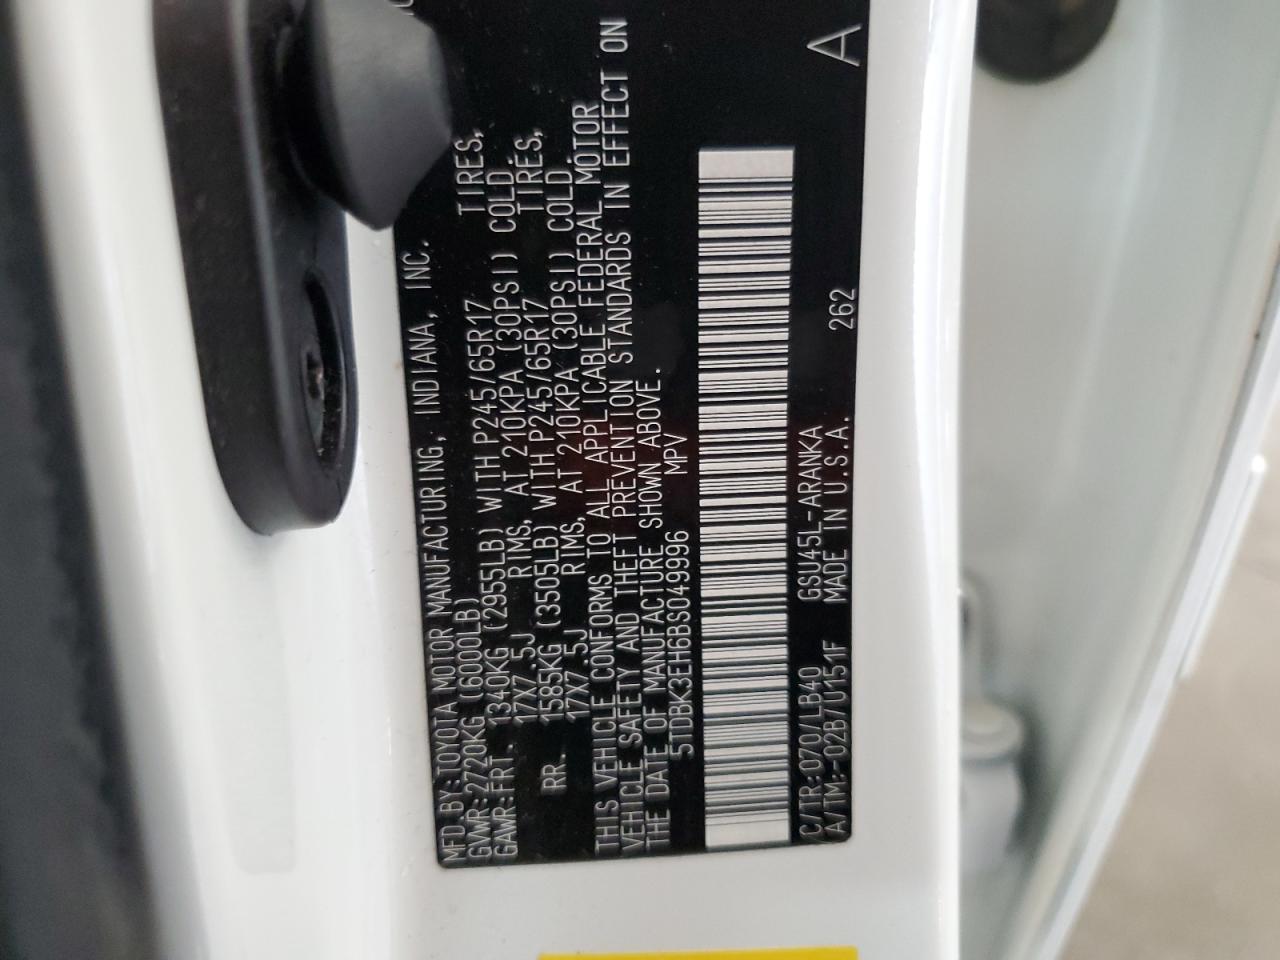 MFD.BY:TOYOTA MOTOR MANUFACTURING, INDIANA, INC.
GVWR:2720KG(6000LB)
GAWR:FRT. 1340KG (2955LB) WITH P245/65R17 TIRES,
17X7.5J RIMS, AT 210KPA (30PSI) COLD
RR. 1585KG (3505LB) WITH P245/65R17 TIRES,
17X7.5J RIMS, AT 210KPA (30PSI) COLD.
THIS VEHICLE CONFORMS TO ALL APPLICABLE FEDERAL MOTOR
VEHICLE SAFETY AND THEFT PREVENTION STANDARDS IN EFFECT ON
THE DATE OF MANUFACTURE SHOWN ABOVE.
5TDBK3EH6BS049996 MPV
C/TR:070/LB40 GSU45L-ARANKA
A/TM:-02B/U151F MADE IN U.S.A. 262
A